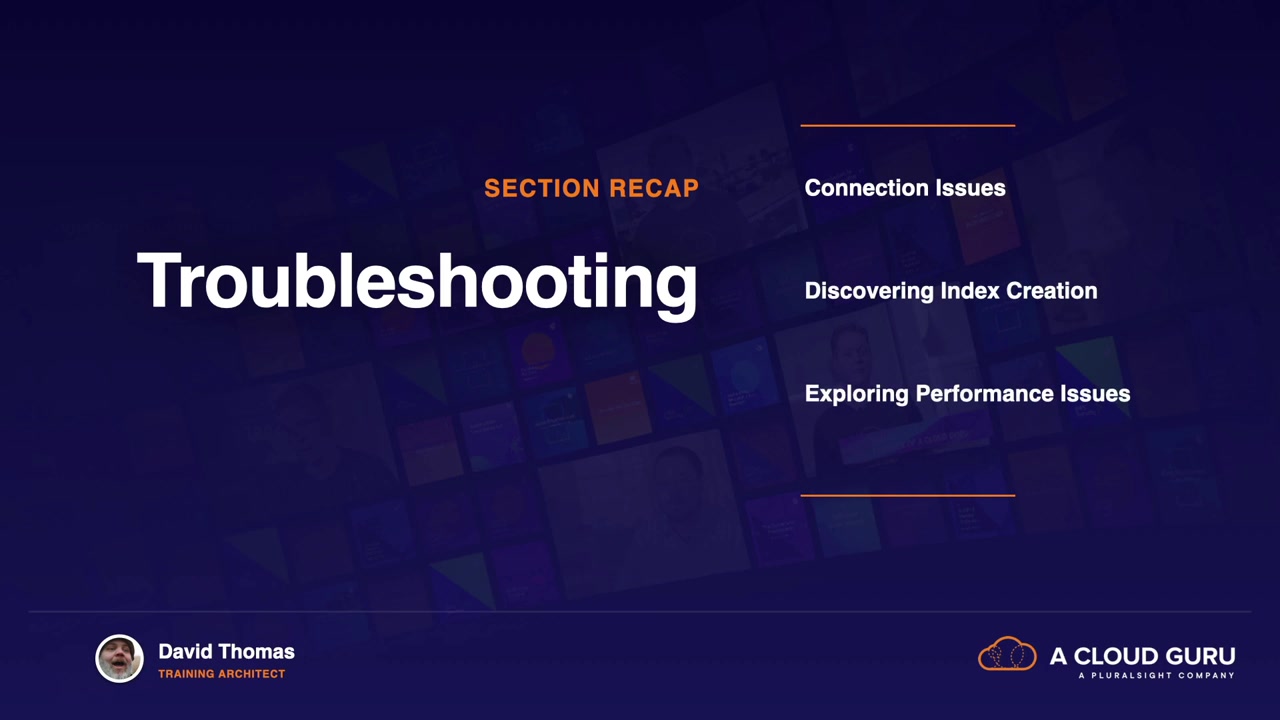 SECTION RECAP
Troubleshooting
Connection Issues
Discovering Index Creation
Exploring Performance Issues
David Thomas
TRAINING ARCHITECT
A CLOUD GURU
A PLURALSIGHT COMPANY